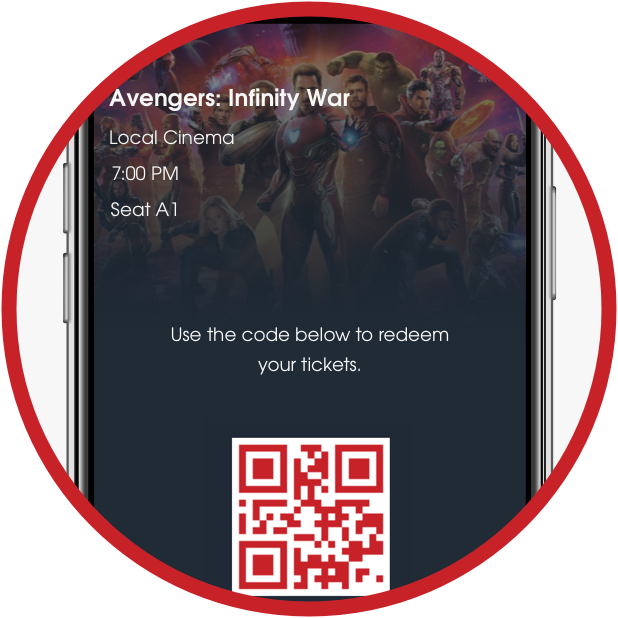 Avengers: Infinity War
Local Cinema
7:00 PM
Seat A1
Use the code below to redeem
your tickets.